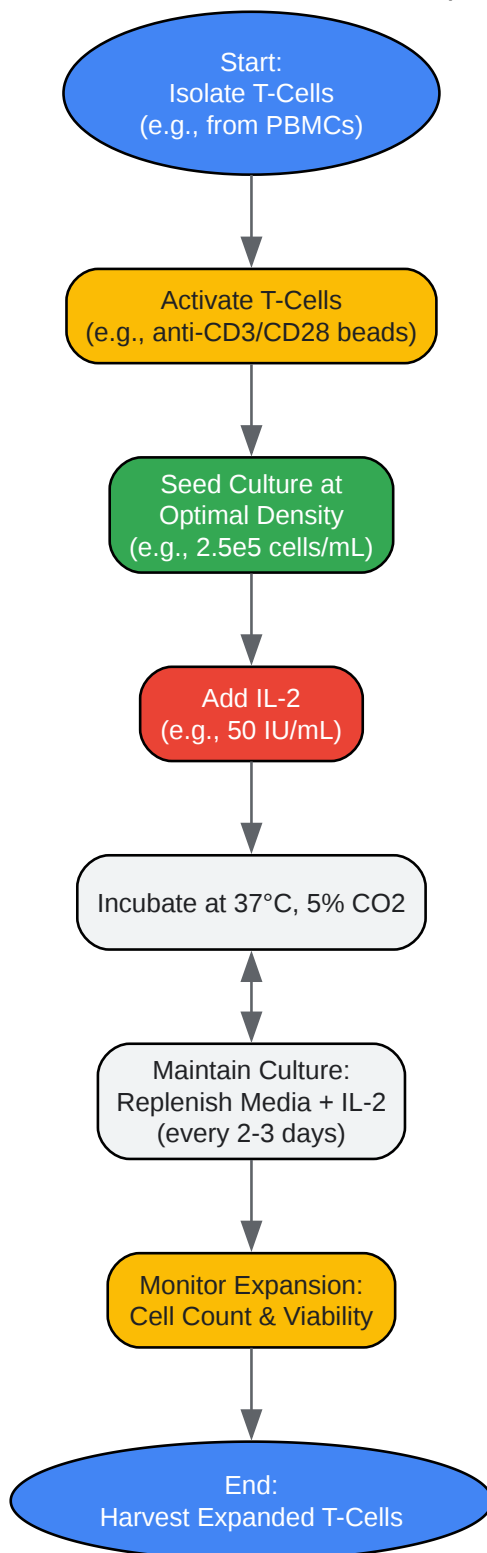 Start:
Isolate T-Cells
(e.g., from PBMCs)
Activate T-Cells
(e.g., anti-CD3/CD28 beads)
Seed Culture at
Optimal Density
(e.g., 2.5e5 cells/mL)
Add IL-2
(e.g., 50 IU/mL)
Incubate at 37°C, 5% CO2
Maintain Culture:
Replenish Media + IL-2
(every 2-3 days)
Monitor Expansion:
Cell Count & Viability
End:
Harvest Expanded T-Cells